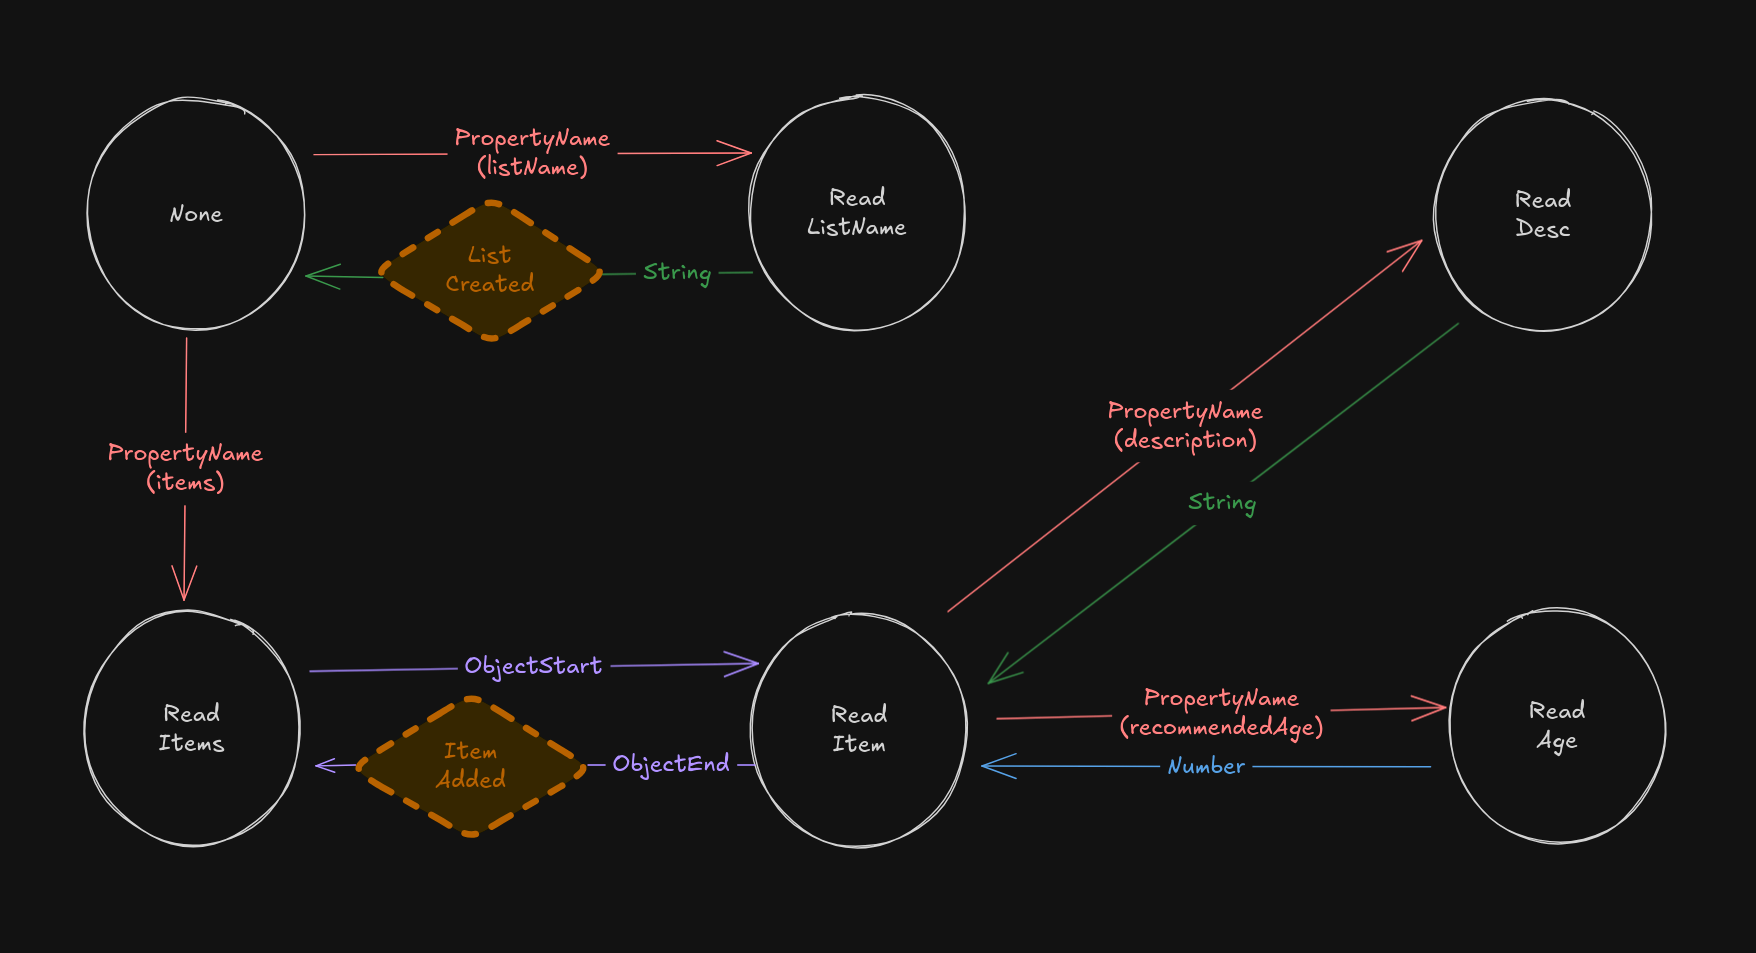 PropertyName
(listName)
None
Read
ListName
Read
Desc
List
Created
String
PropertyName
(description)
PropertyName
(items)
String
ObjectStart
Read
Items
Read
Item
PropertyName
(recommendedAge)
Read
Age
Item
Added
ObjectEnd
Number